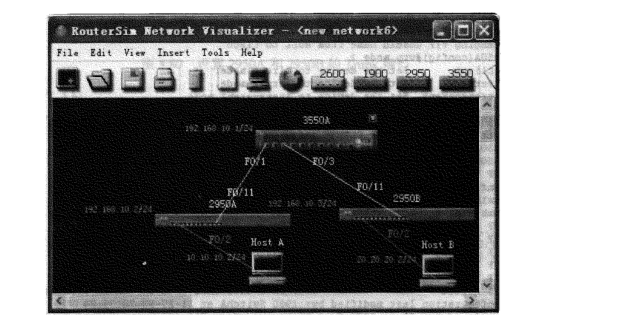 RouterSim Network Visualizer - <new network6>
File Edit View Insert Tools Help
2600 1900 2950 3550
3550A
192.168.10.1/24
F0/1 F0/3
F0/11 F0/11
2950A 2950B
192.168.10.2/24 192.168.10.3/24
F0/2 F0/2
Host A Host B
10.10.10.2/24 20.20.20.2/24